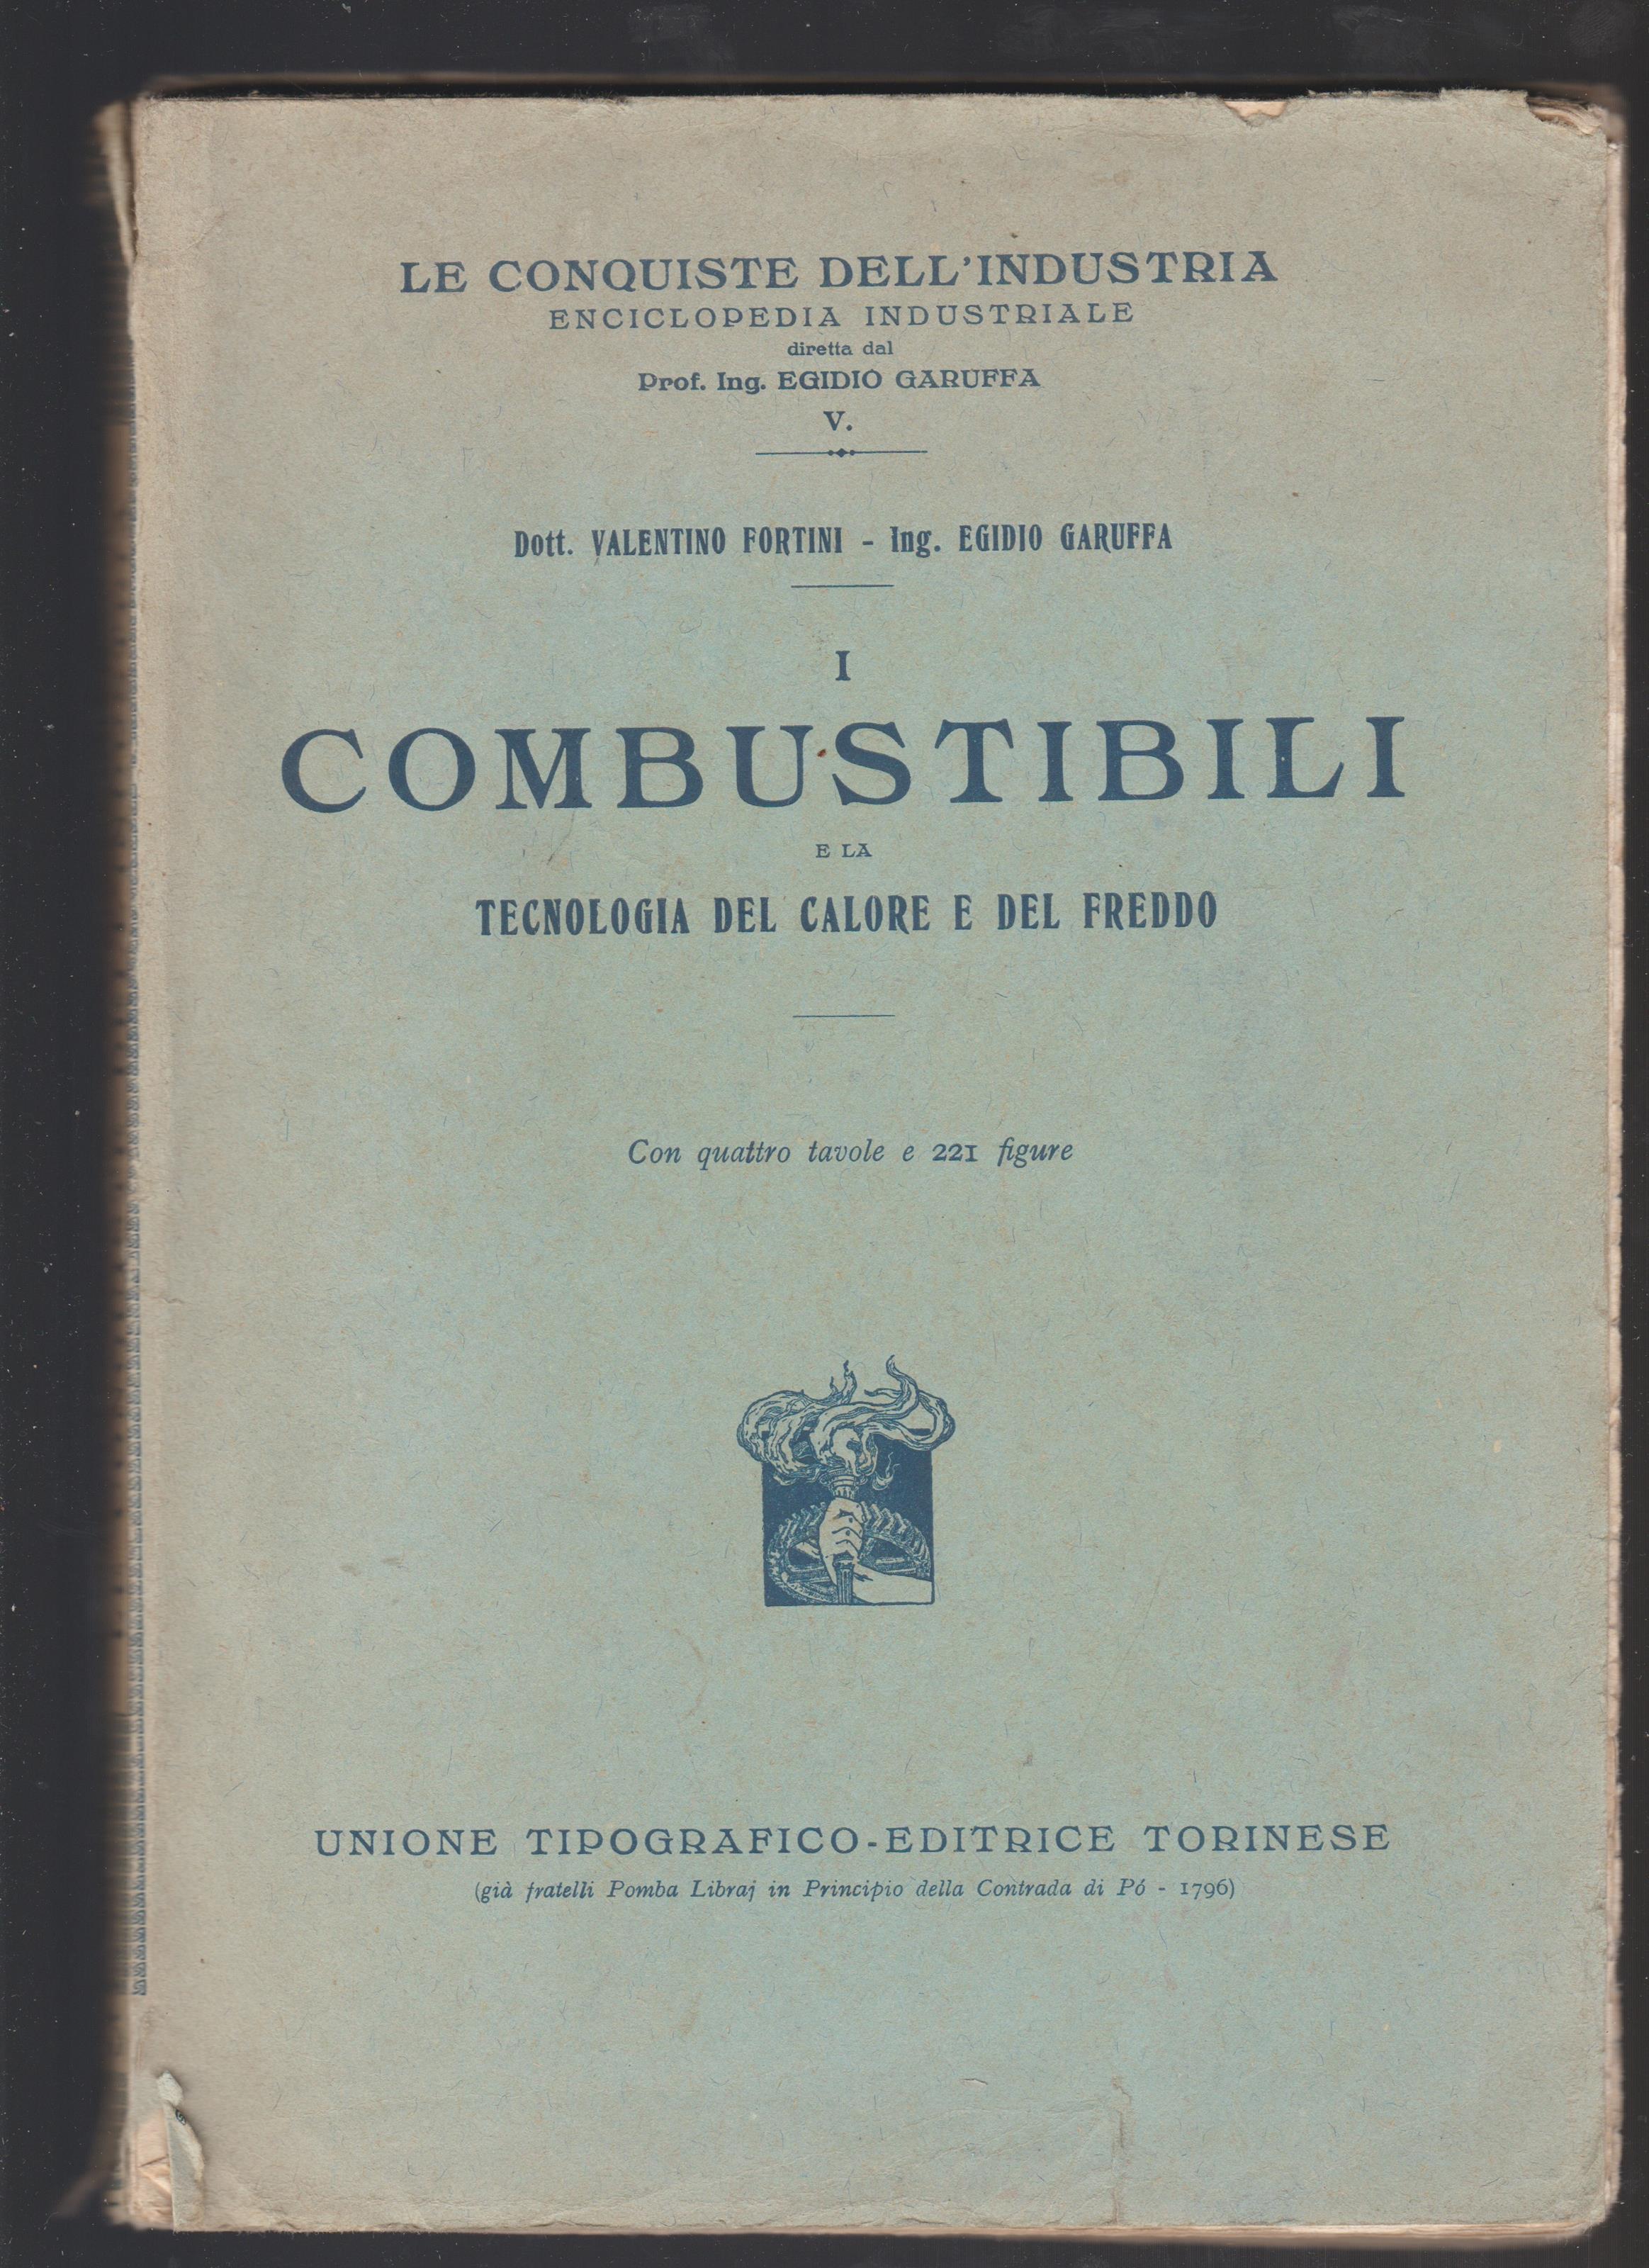 LE CONQUISTE DELL'INDUSTRIA
ENCICLOPEDIA INDUSTRIALE
diretta dal
Prof. Ing. EGIDIO GARUFFA
V.
Dott. VALENTINO FORTINI - Ing. EGIDIO GARUFFA
I
COMBUSTIBILI
E LA
TECNOLOGIA DEL CALORE E DEL FREDDO
Con quattro tavole e 221 figure
UNIONE TIPOGRAFICO-EDITRICE TORINESE
(già fratelli Pomba Libraj in Principio della Contrada di Pó - 1796)